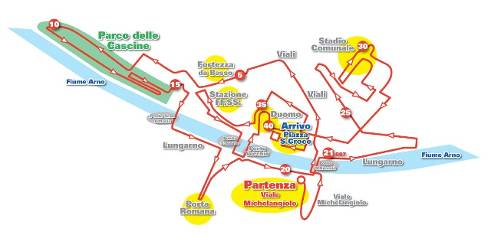 10
Parco delle
Cascine
Fiume Arno
15
Fortezza
da Basso
5
Viali
Stadio
Comunale
30
Stazione
FF.SS.
35
Duomo
Viali
25
40
Arrivo
Piazza
S. Croce
Lungarno
21
Lungarno
Fiume Arno
20
Partenza
Viale
Michelangiolo
Viale
Michelangiolo
Porta
Romana